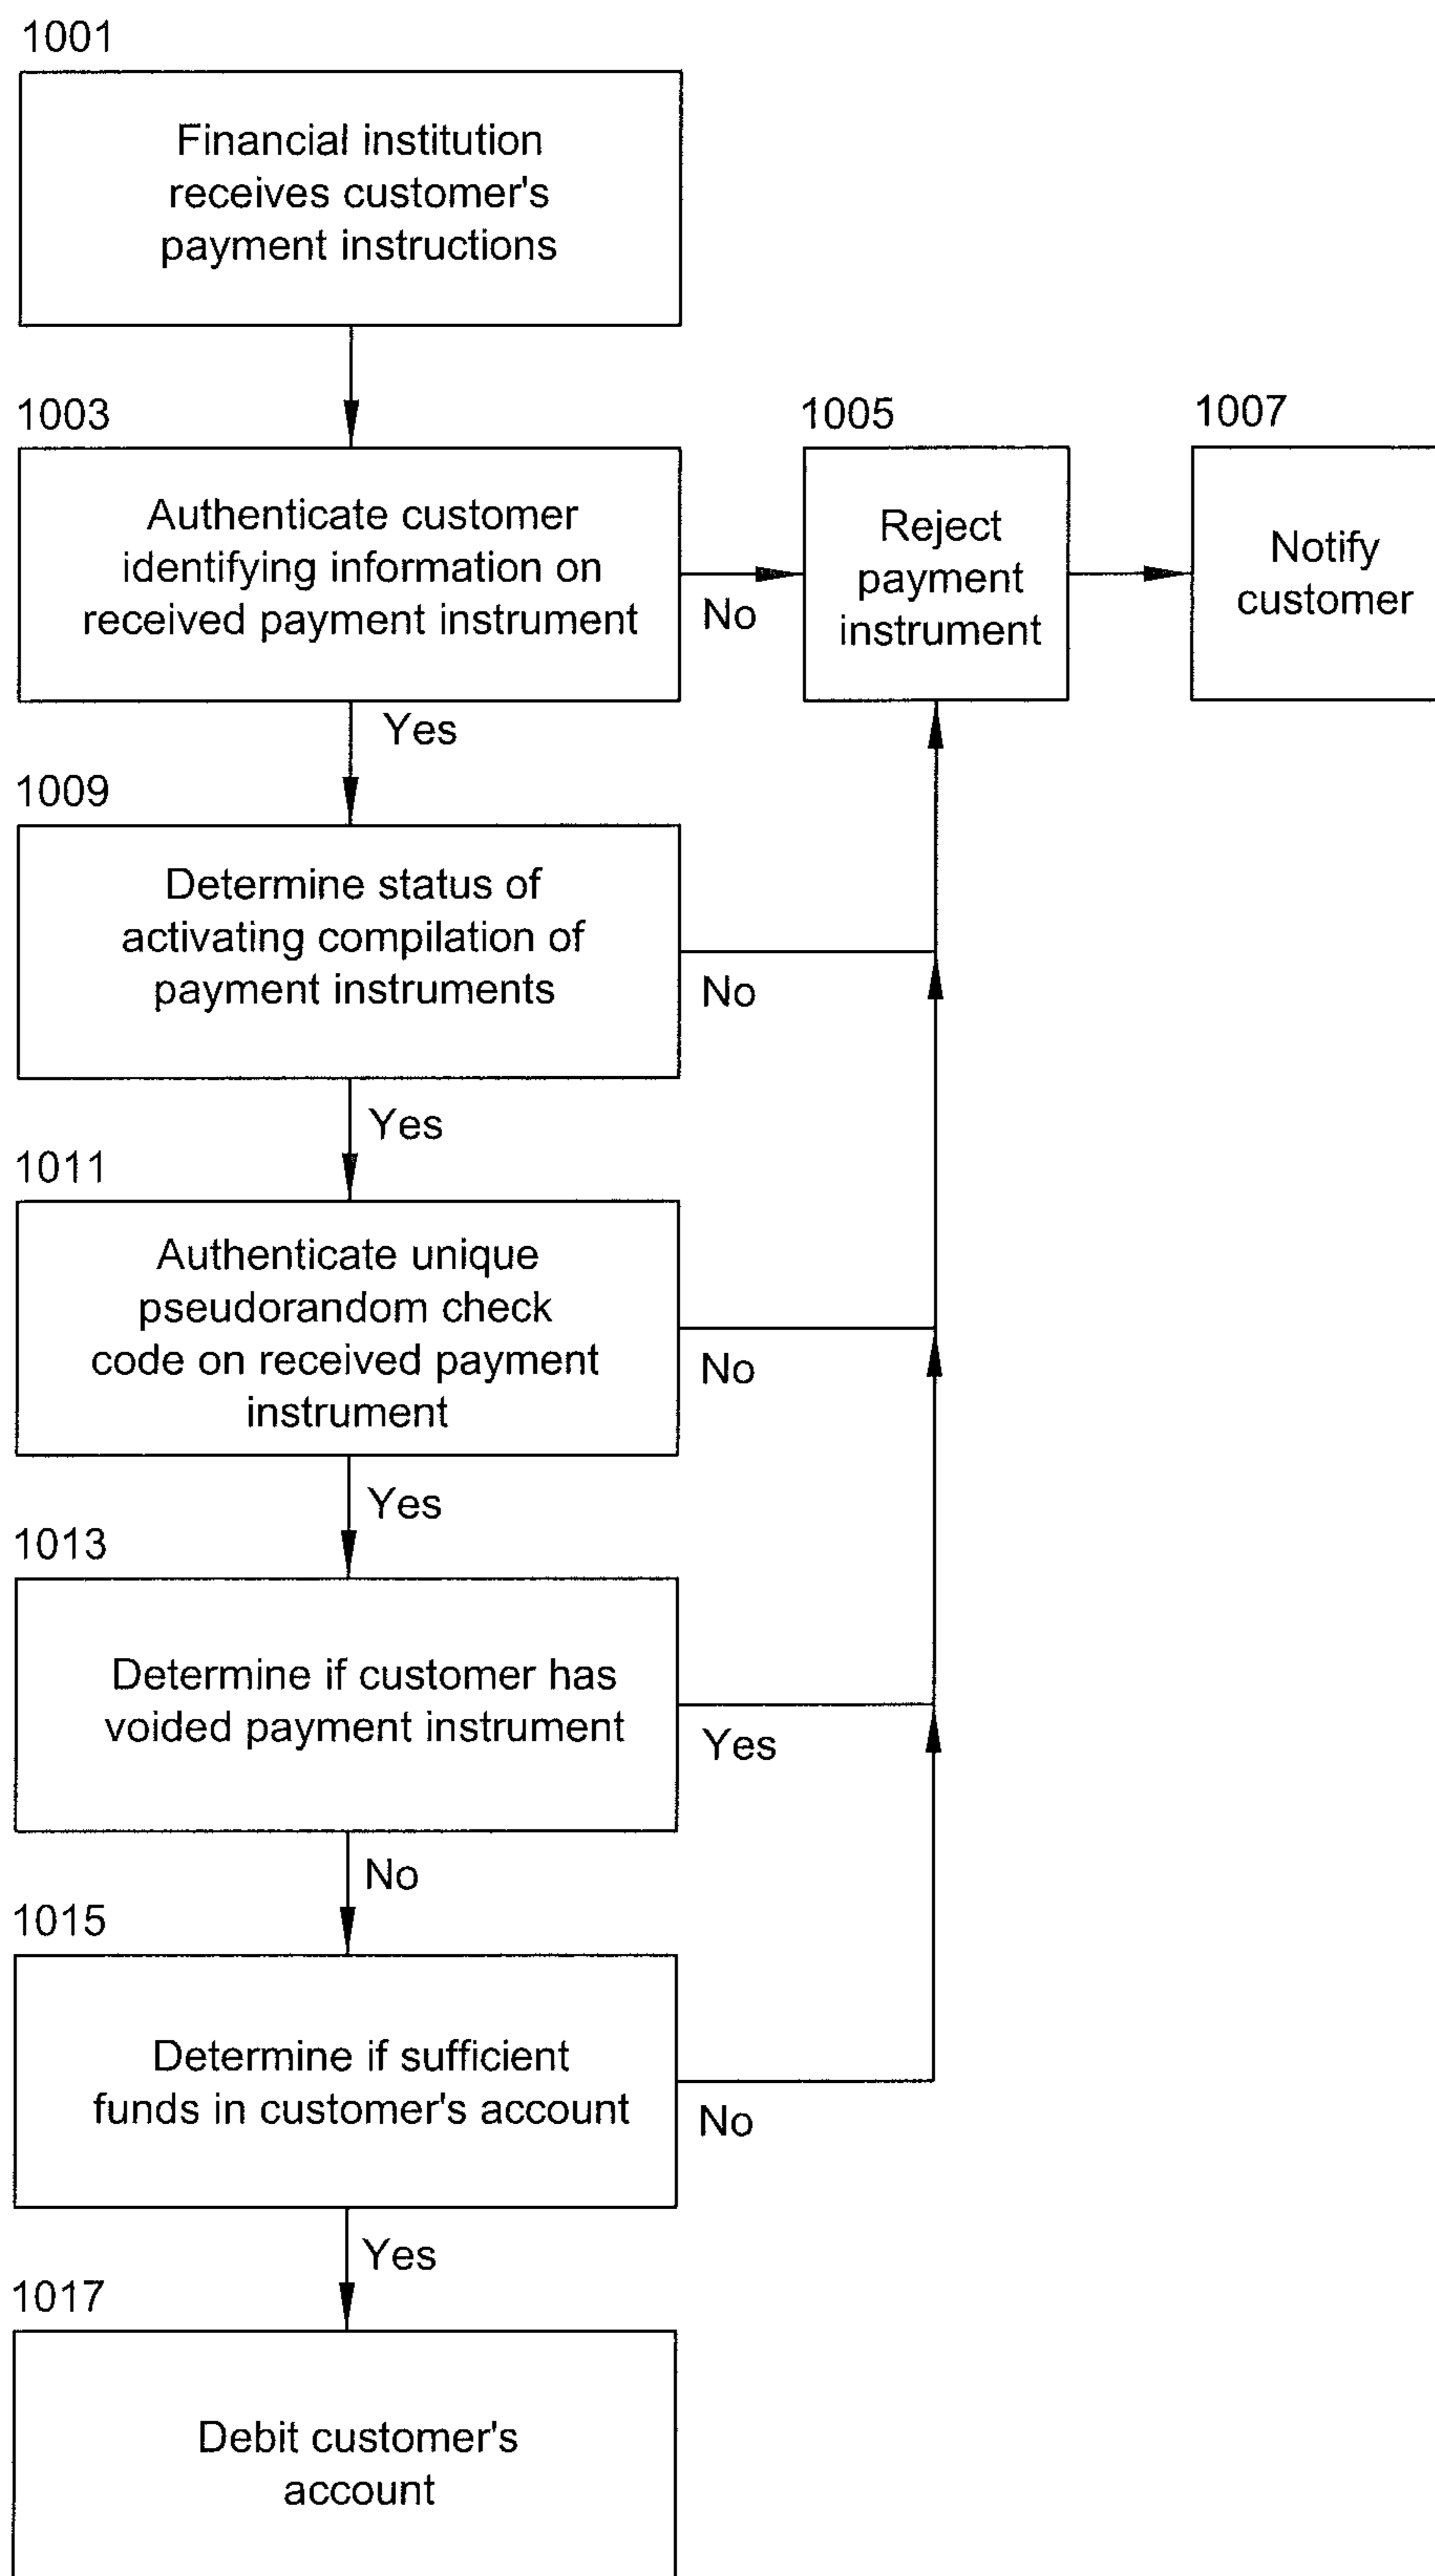 1001
Financial institution
receives customer's
payment instructions
1003
Authenticate customer
identifying information on
received payment instrument
No
1005
Reject
payment
instrument
1007
Notify
customer
Yes
1009
Determine status of
activating compilation of
payment instruments
No
Yes
1011
Authenticate unique
pseudorandom check
code on received payment
instrument
No
Yes
1013
Determine if customer has
voided payment instrument
Yes
No
1015
Determine if sufficient
funds in customer's account
No
Yes
1017
Debit customer's
account